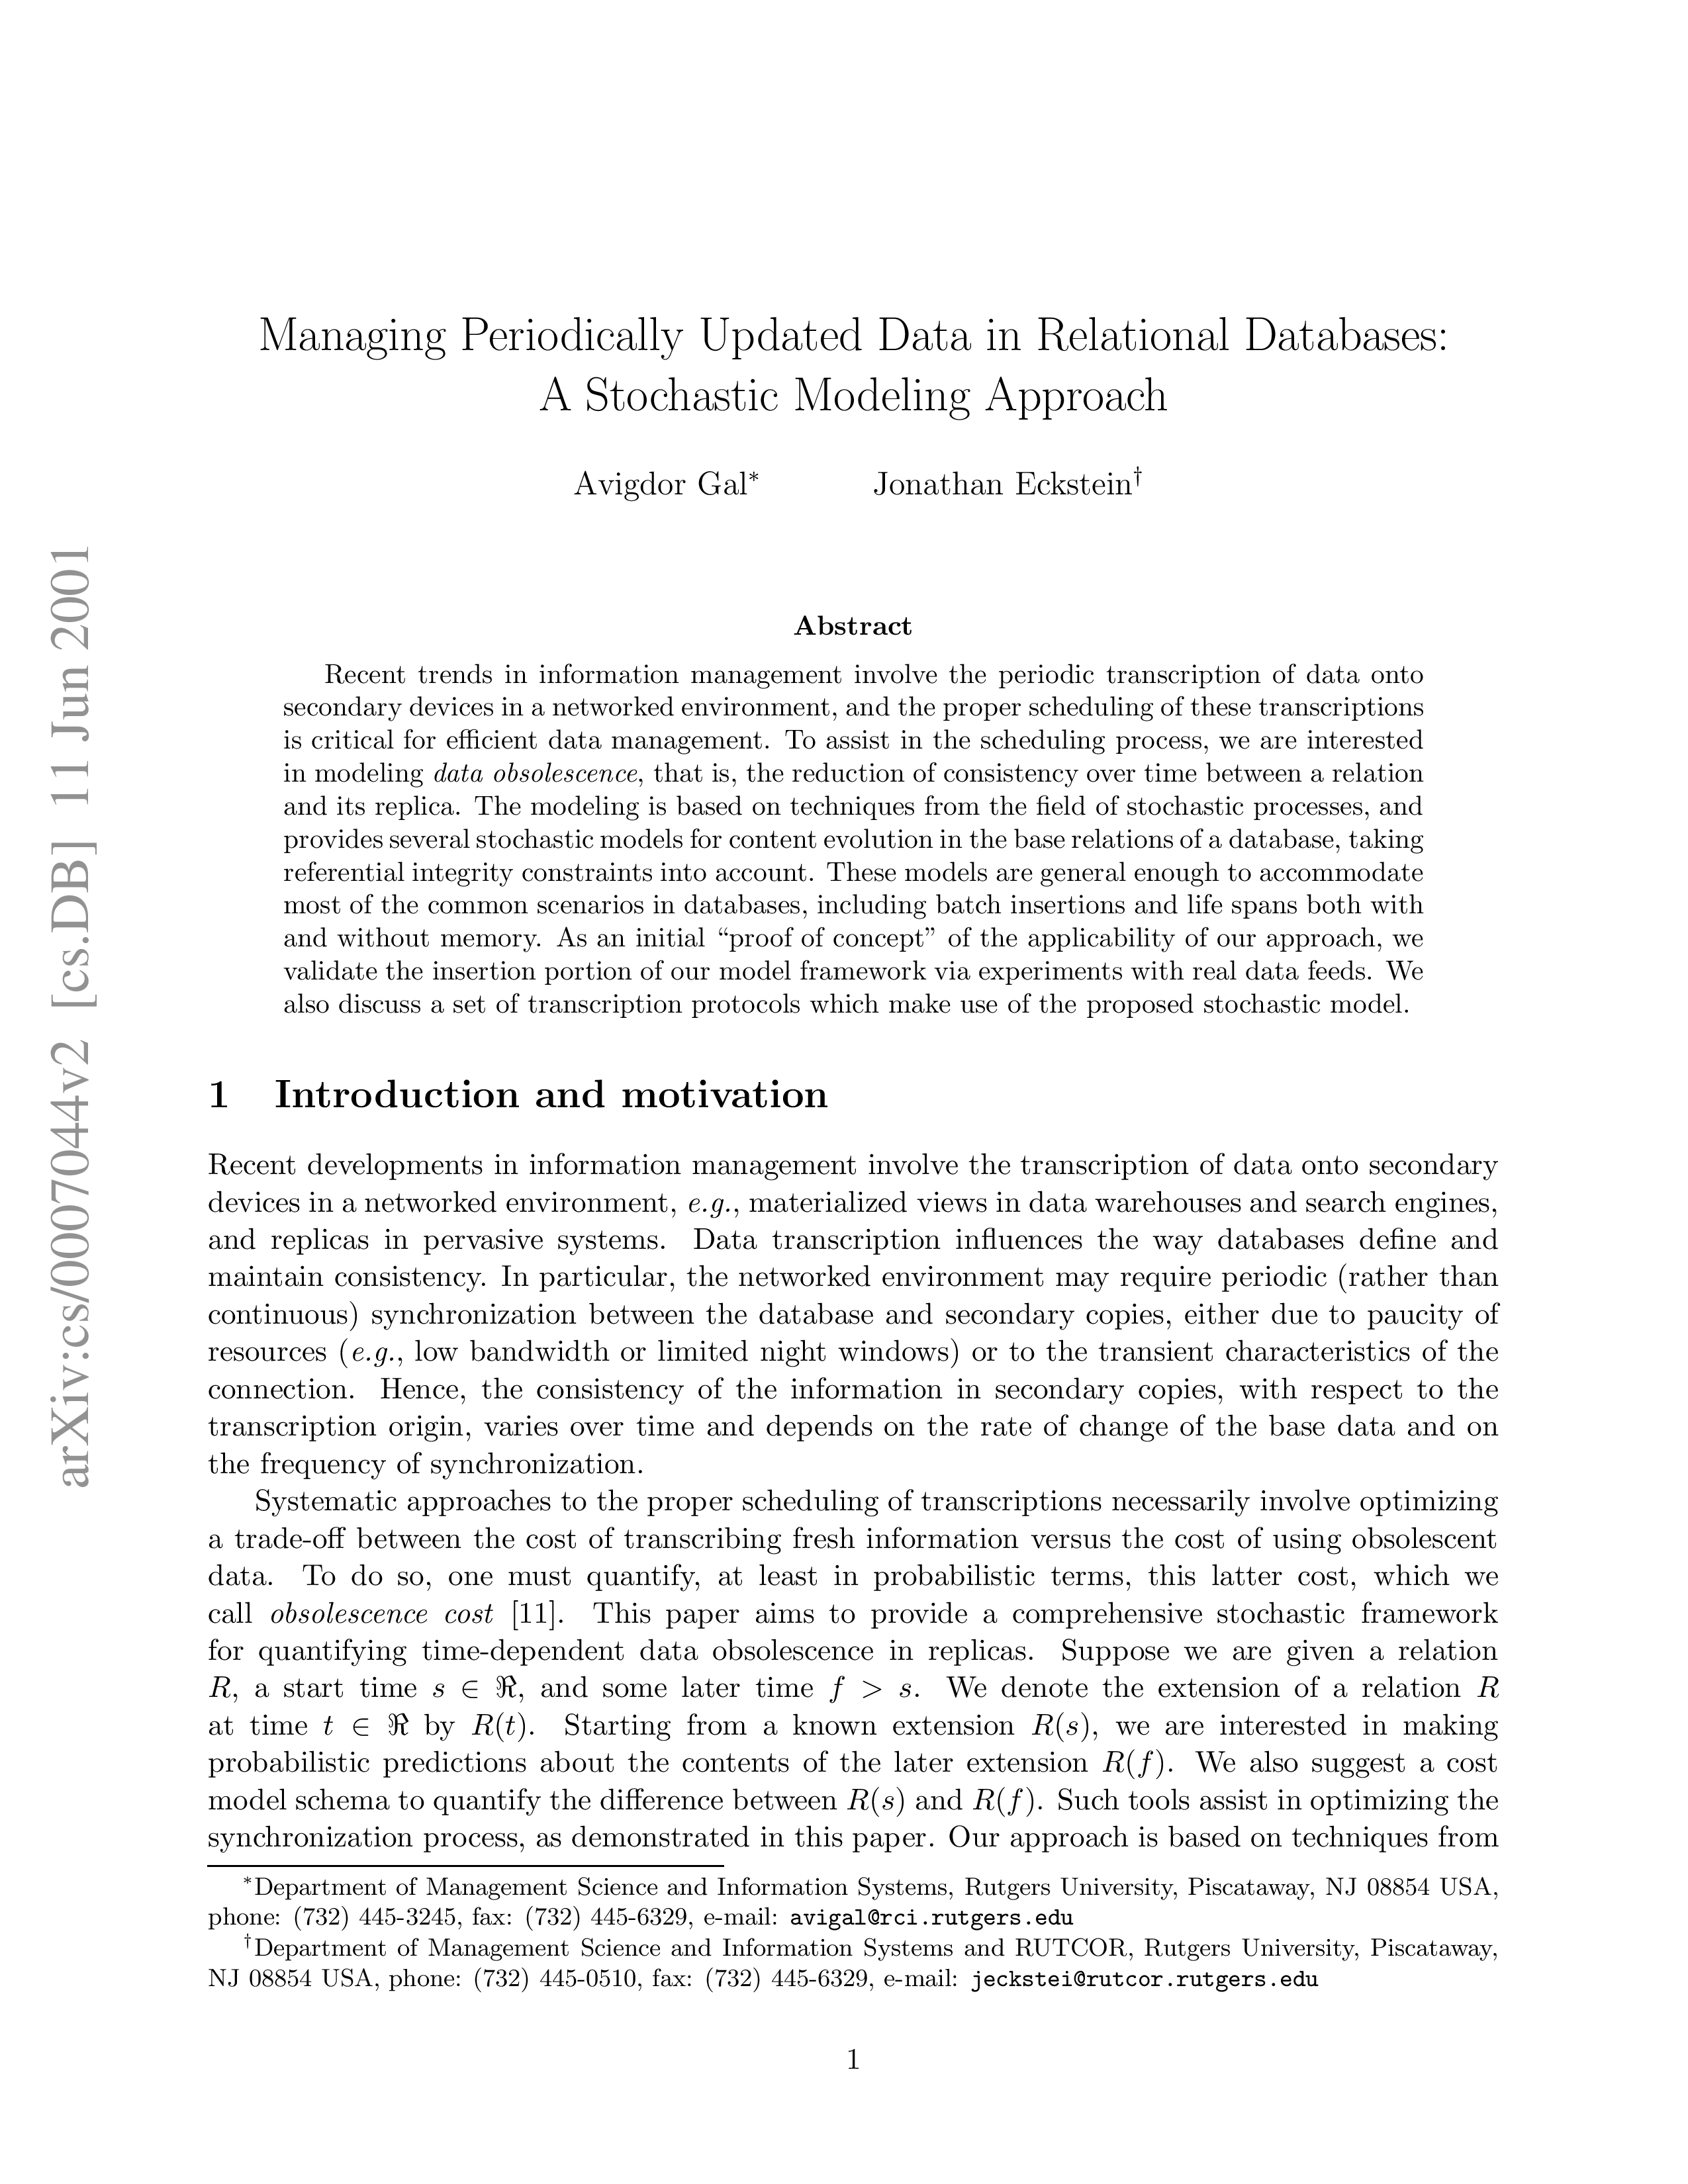 Managing Periodically Updated Data in Relational Databases:
A Stochastic Modeling Approach
Avigdor Gal* Jonathan Eckstein†
Abstract
Recent trends in information management involve the periodic transcription of data onto
secondary devices in a networked environment, and the proper scheduling of these transcriptions
is critical for efficient data management. To assist in the scheduling process, we are interested
in modeling data obsolescence, that is, the reduction of consistency over time between a relation
and its replica. The modeling is based on techniques from the field of stochastic processes, and
provides several stochastic models for content evolution in the base relations of a database, taking
referential integrity constraints into account. These models are general enough to accommodate
most of the common scenarios in databases, including batch insertions and life spans both with
and without memory. As an initial “proof of concept” of the applicability of our approach, we
validate the insertion portion of our model framework via experiments with real data feeds. We
also discuss a set of transcription protocols which make use of the proposed stochastic model.
1 Introduction and motivation
Recent developments in information management involve the transcription of data onto secondary
devices in a networked environment, e.g., materialized views in data warehouses and search engines,
and replicas in pervasive systems. Data transcription influences the way databases define and
maintain consistency. In particular, the networked environment may require periodic (rather than
continuous) synchronization between the database and secondary copies, either due to paucity of
resources (e.g., low bandwidth or limited night windows) or to the transient characteristics of the
connection. Hence, the consistency of the information in secondary copies, with respect to the
transcription origin, varies over time and depends on the rate of change of the base data and on
the frequency of synchronization.
Systematic approaches to the proper scheduling of transcriptions necessarily involve optimizing
a trade-off between the cost of transcribing fresh information versus the cost of using obsolescent
data. To do so, one must quantify, at least in probabilistic terms, this latter cost, which we
call obsolescence cost [11]. This paper aims to provide a comprehensive stochastic framework
for quantifying time-dependent data obsolescence in replicas. Suppose we are given a relation
R, a start time s ∈ ℜ, and some later time f > s. We denote the extension of a relation R
at time t ∈ ℜ by R(t). Starting from a known extension R(s), we are interested in making
probabilistic predictions about the contents of the later extension R(f). We also suggest a cost
model schema to quantify the difference between R(s) and R(f). Such tools assist in optimizing the
synchronization process, as demonstrated in this paper. Our approach is based on techniques from
*Department of Management Science and Information Systems, Rutgers University, Piscataway, NJ 08854 USA,
phone: (732) 445-3245, fax: (732) 445-6329, e-mail: avigal@rci.rutgers.edu
†Department of Management Science and Information Systems and RUTCOR, Rutgers University, Piscataway,
NJ 08854 USA, phone: (732) 445-0510, fax: (732) 445-6329, e-mail: jeckstei@rutcor.rutgers.edu
1
arXiv:cs/0007044v2 [cs.DB] 11 Jun 2001